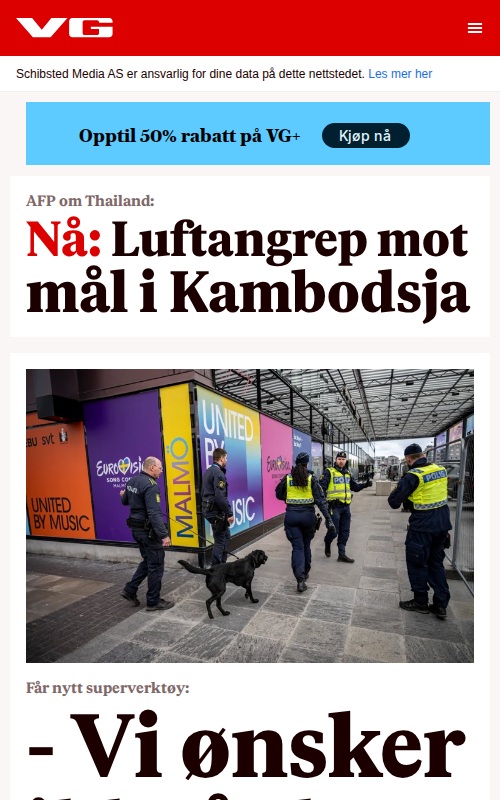 VG
Schibsted Media AS er ansvarlig for dine data på dette nettstedet. Les mer her
Opptil 50% rabatt på VG+
Kjøp nå
AFP om Thailand:
Nå: Luftangrep mot
mål i Kambodsja
EBU svt
EUROVISION
SONG CONTEST
UNITED
BY MUSIC
MALMÖ
UNITED
BY
MUSIC
POLIS
Får nytt superverktøy:
- Vi ønsker